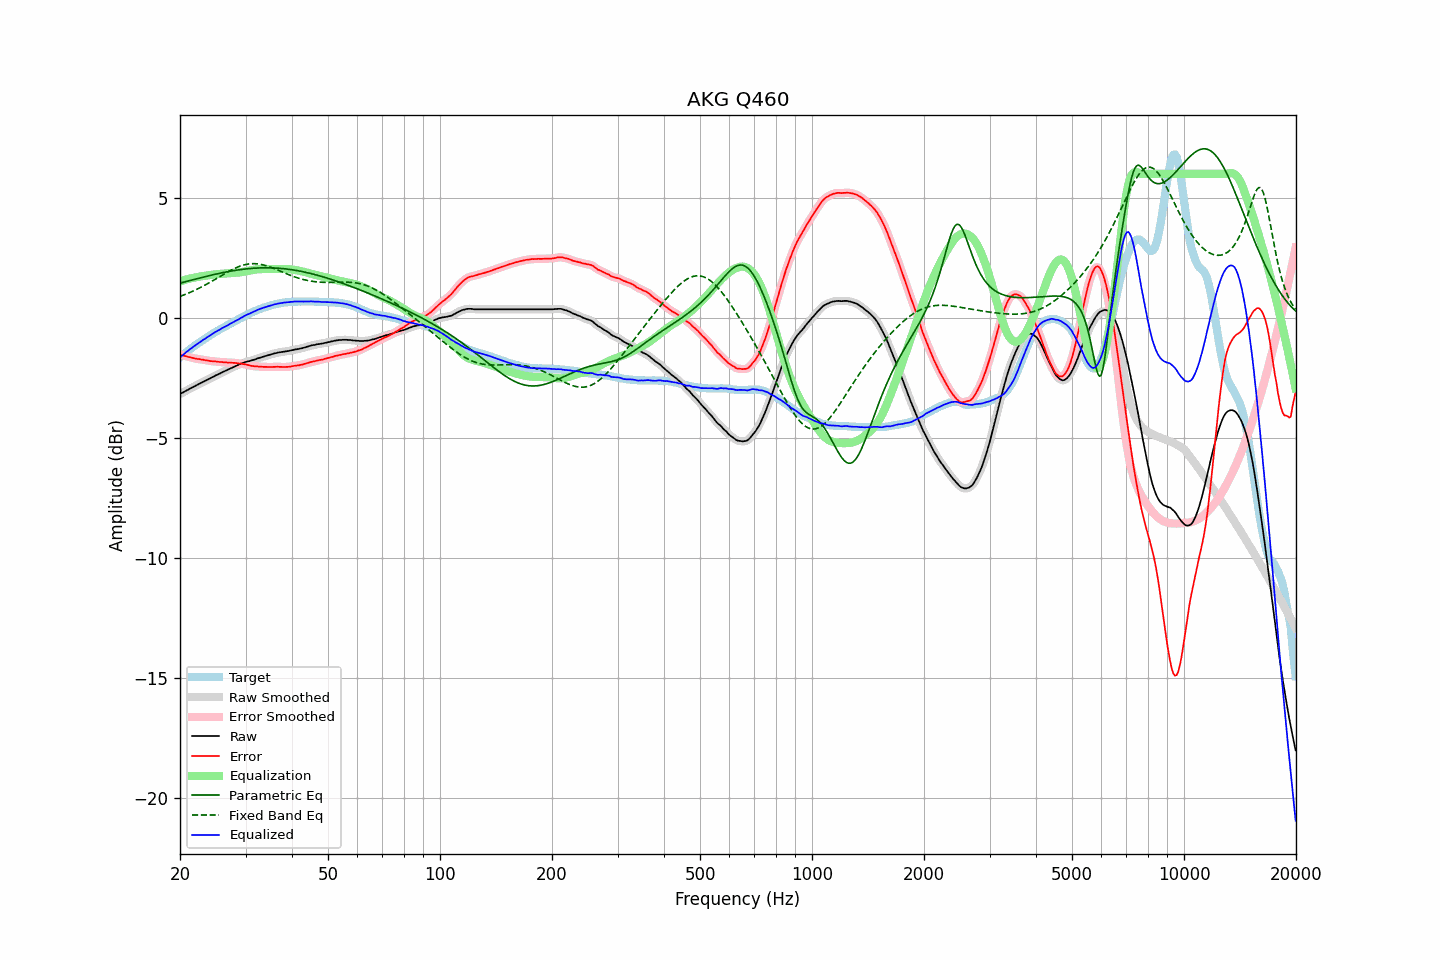 AKG Q460
Amplitude (dBr)
5
0
−5
−10
−15
−20
Target
Raw Smoothed
Error Smoothed
Raw
Error
Equalization
Parametric Eq
Fixed Band Eq
Equalized
20 50 100 200 500 1000 2000 5000 10000 20000
Frequency (Hz)